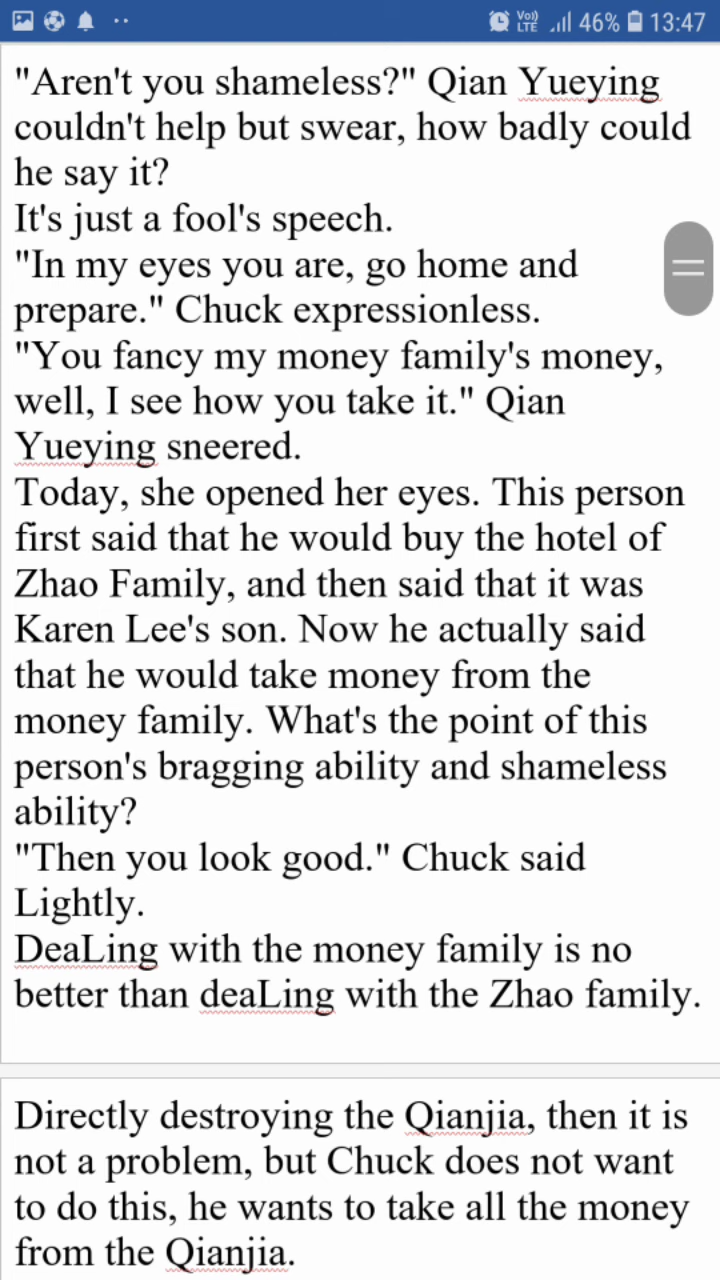 Vo)) LTE 46% 13:47
"Aren't you shameless?" Qian Yueying
couldn't help but swear, how badly could
he say it?
It's just a fool's speech.
"In my eyes you are, go home and
prepare." Chuck expressionless.
"You fancy my money family's money,
well, I see how you take it." Qian
Yueying sneered.
Today, she opened her eyes. This person
first said that he would buy the hotel of
Zhao Family, and then said that it was
Karen Lee's son. Now he actually said
that he would take money from the
money family. What's the point of this
person's bragging ability and shameless
ability?
"Then you look good." Chuck said
Lightly.
DeaLing with the money family is no
better than deaLing with the Zhao family.
Directly destroying the Qianjia, then it is
not a problem, but Chuck does not want
to do this, he wants to take all the money
from the Qianjia.